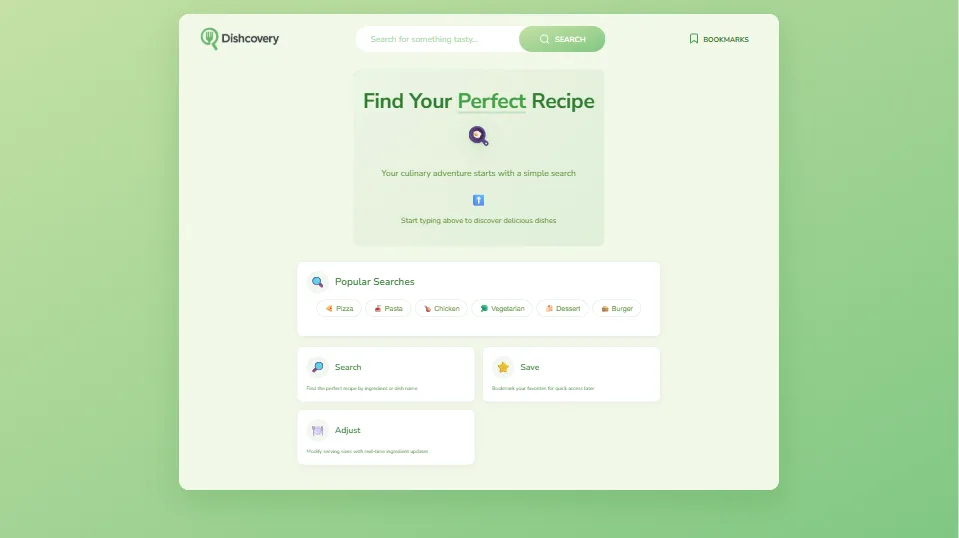 Dishcovery
Search for something tasty...
SEARCH
BOOKMARKS
Find Your Perfect Recipe
Your culinary adventure starts with a simple search
Start typing above to discover delicious dishes
Popular Searches
Pizza
Pasta
Chicken
Vegetarian
Dessert
Burger
Search
Save
Find the perfect recipe by ingredient or dish name
Bookmark your favorites for quick access later
Adjust
Modify serving sizes with real-time ingredient updates